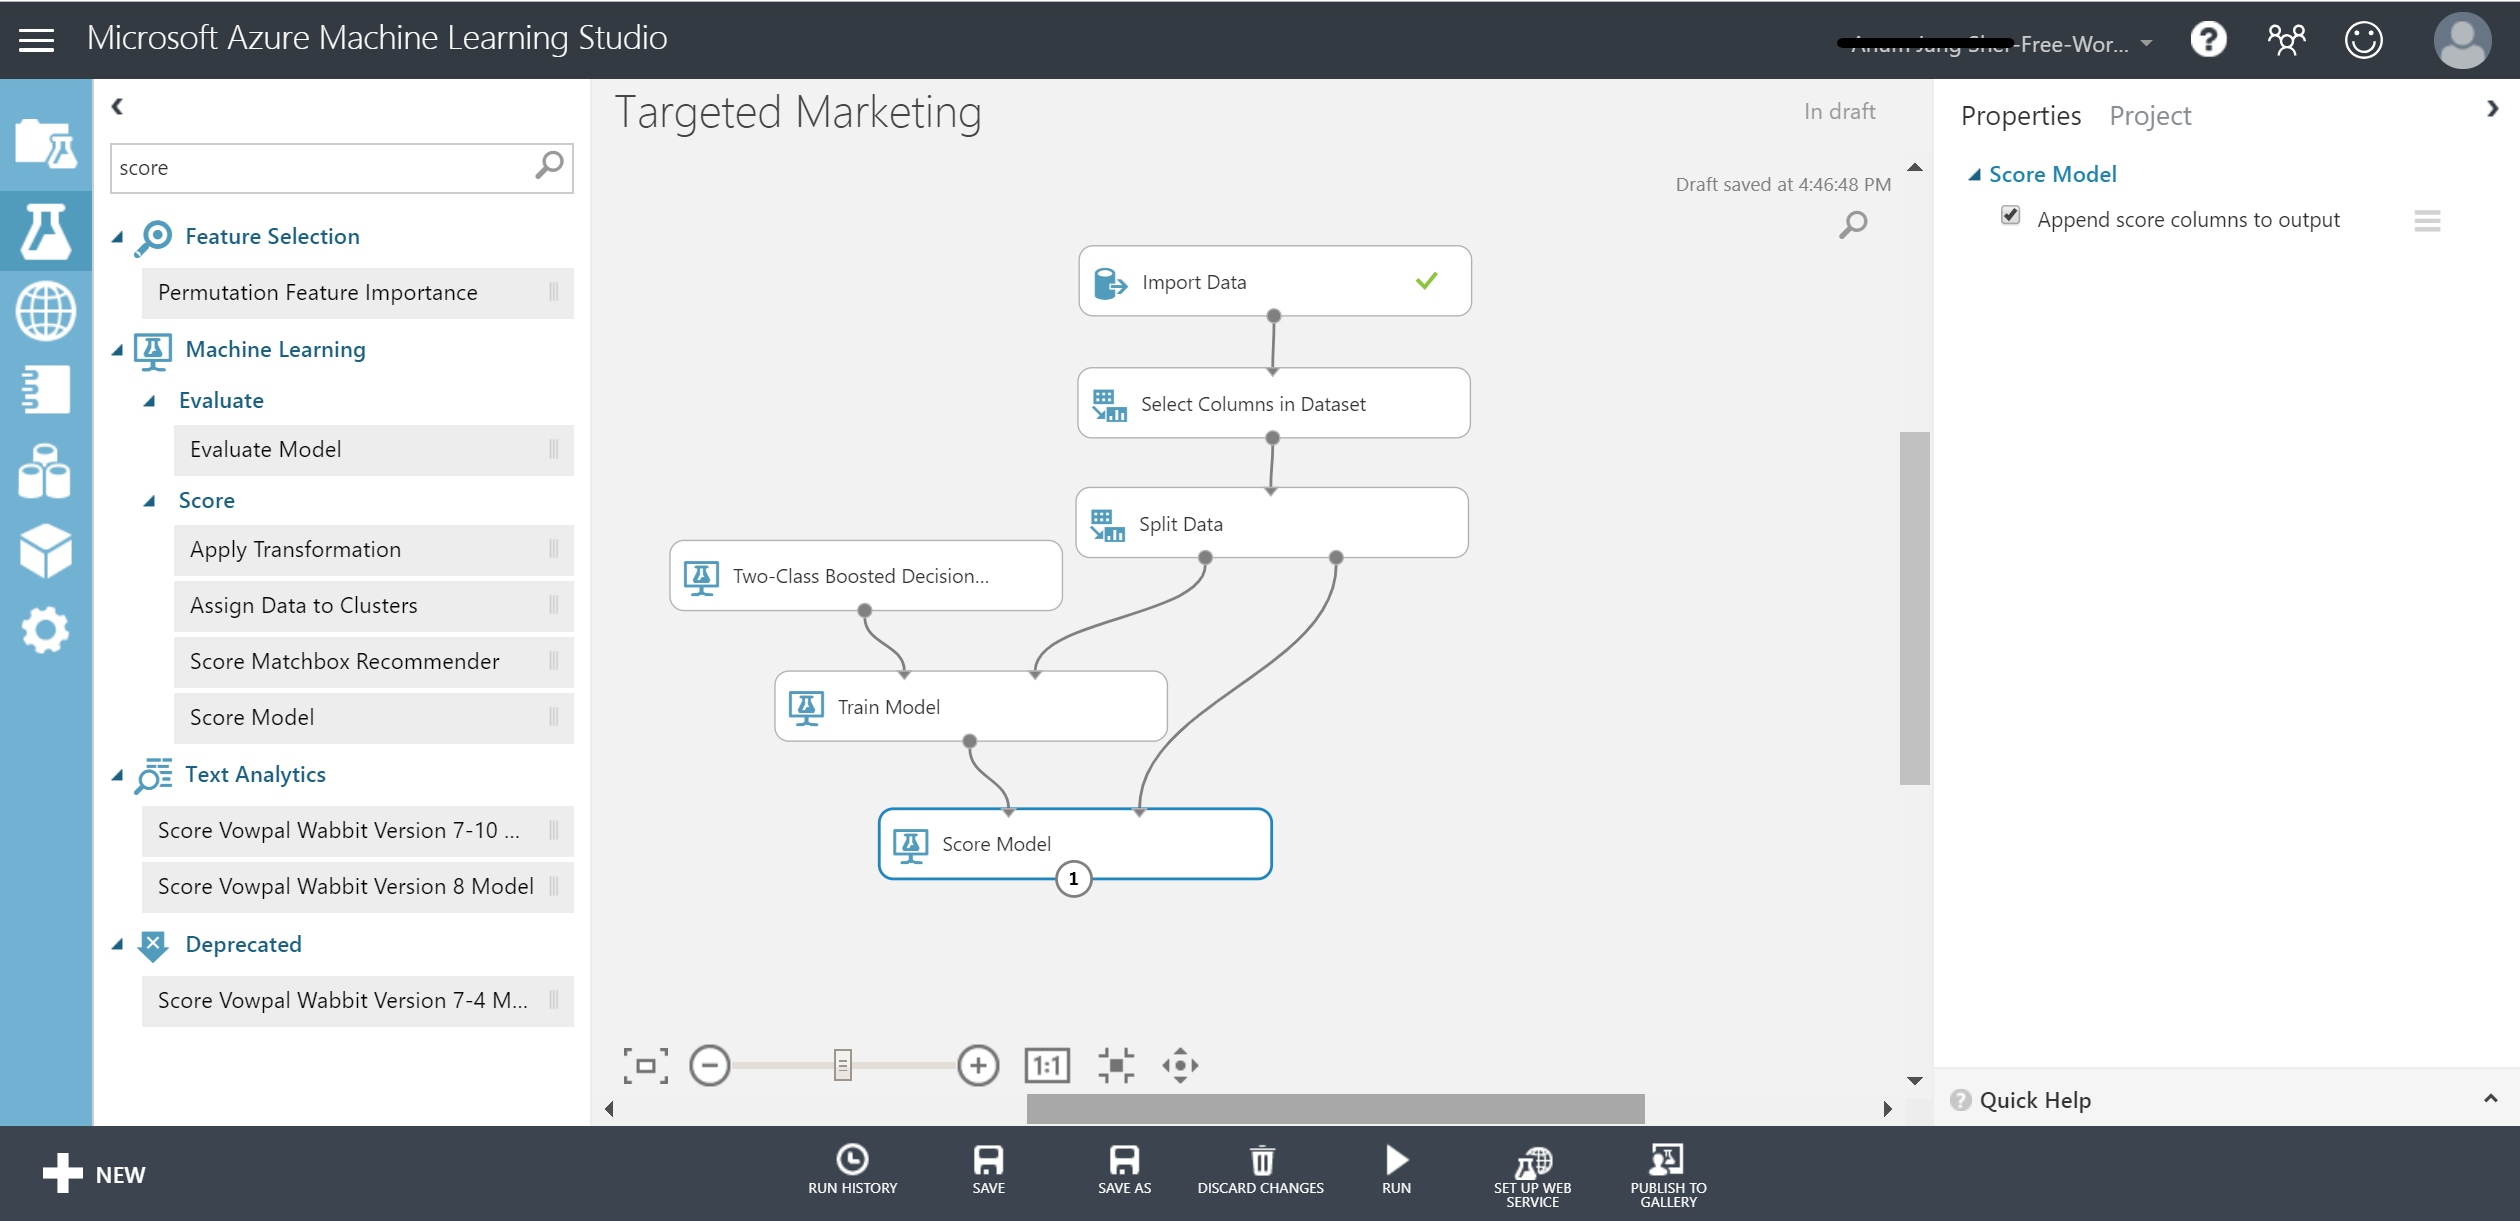 Microsoft Azure Machine Learning Studio
-Free-Wor...
?
score
Feature Selection
Permutation Feature Importance
Machine Learning
Evaluate
Evaluate Model
Score
Apply Transformation
Assign Data to Clusters
Score Matchbox Recommender
Score Model
Text Analytics
Score Vowpal Wabbit Version 7-10 ...
Score Vowpal Wabbit Version 8 Model
Deprecated
Score Vowpal Wabbit Version 7-4 M...
Targeted Marketing
In draft
Draft saved at 4:46:48 PM
Import Data
Select Columns in Dataset
Split Data
Two-Class Boosted Decision...
Train Model
Score Model
1
1:1
Properties Project
Score Model
Append score columns to output
? Quick Help
NEW
RUN HISTORY
SAVE
SAVE AS
DISCARD CHANGES
RUN
SET UP WEB
SERVICE
PUBLISH TO
GALLERY